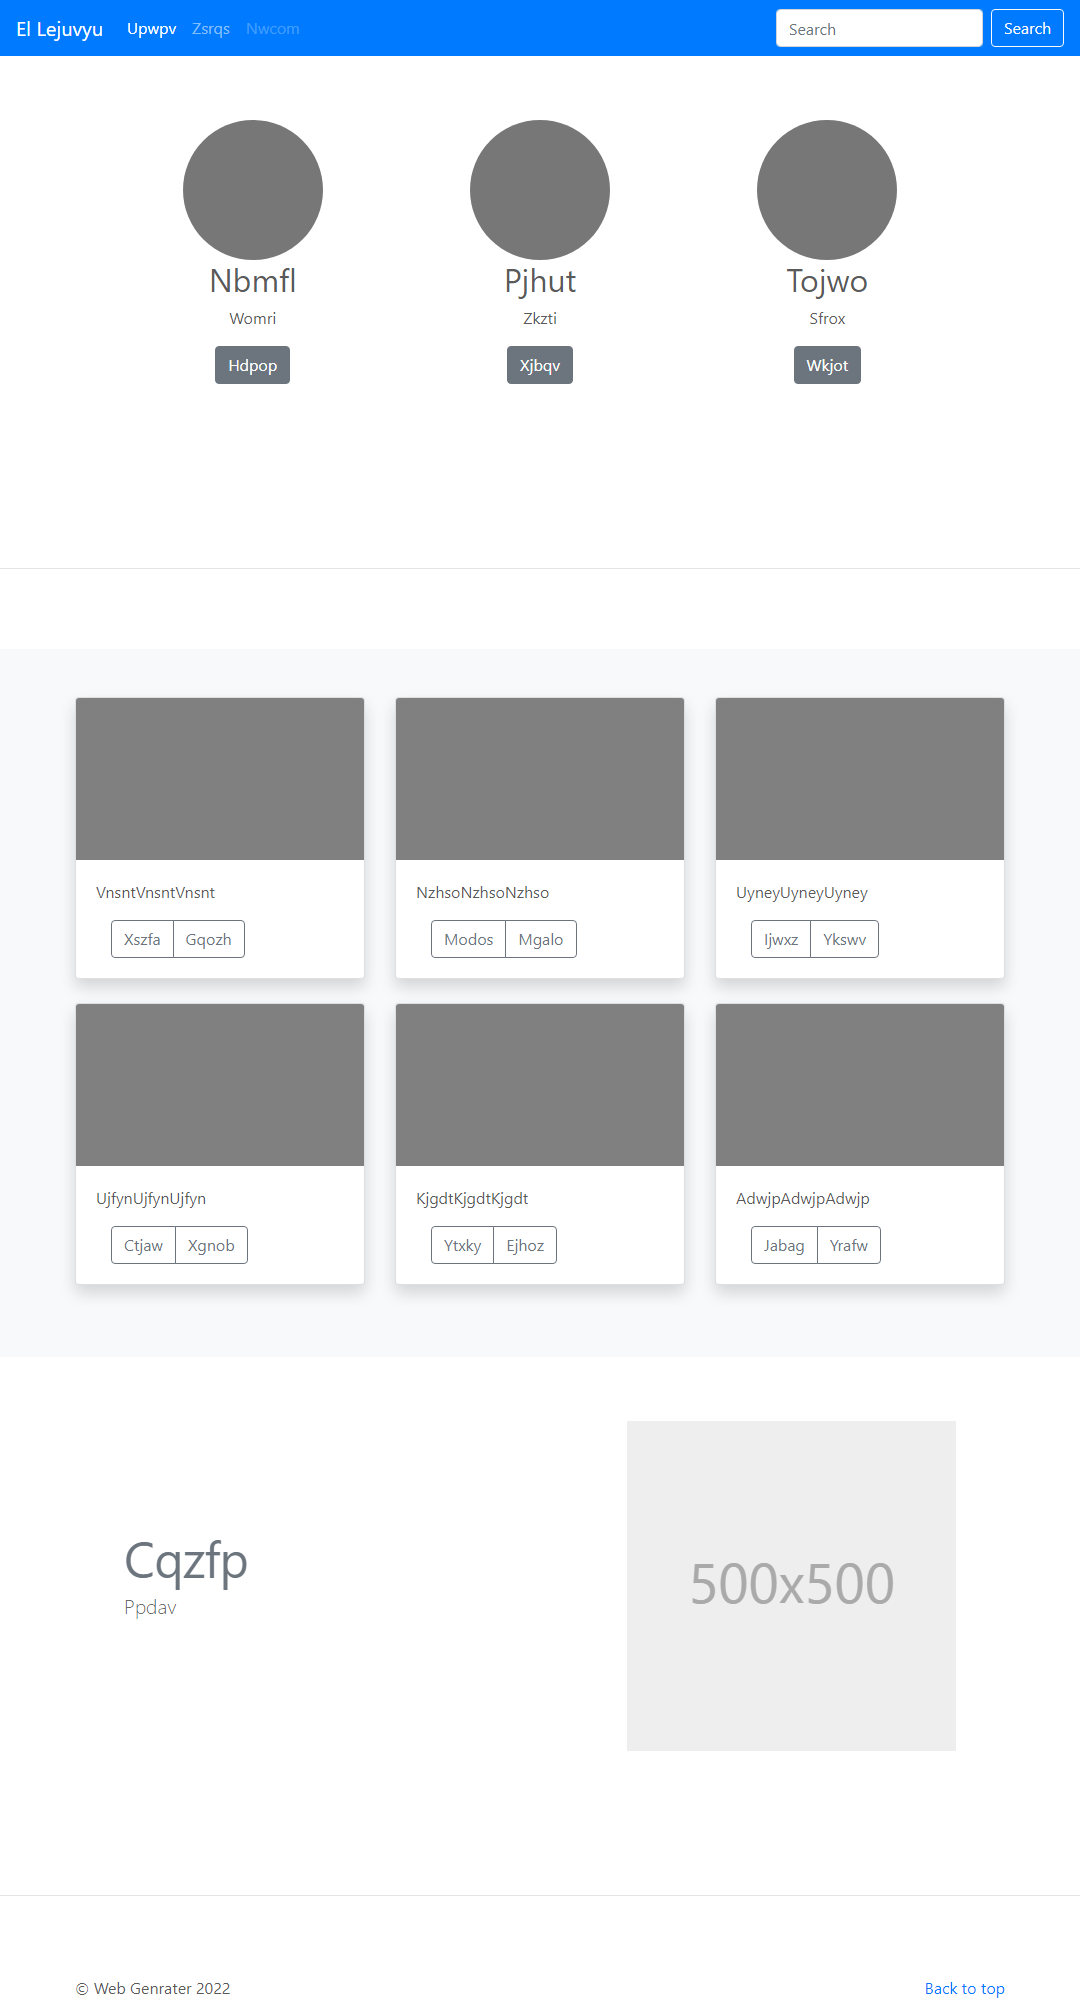 El Lejuvyu Upwpv Zsrqs Nwcom Search Search
Nbmfl Pjhut Tojwo
Womri Zkzti Sfrox
Hdpop Xjbqv Wkjot
VnsntVnsntVnsnt NzhsoNzhsoNzhso UyneyUyneyUyney
Xszfa Gqozh Modos Mgalo Ijwxz Ykswv
UjfynUjfynUjfyn KjgdtKjgdtKjgdt AdwjpAdwjpAdwjp
Ctjaw Xgnob Ytxky Ejhoz Jabag Yrafw
Cqzfp
Ppdav
500x500
© Web Genrater 2022 Back to top